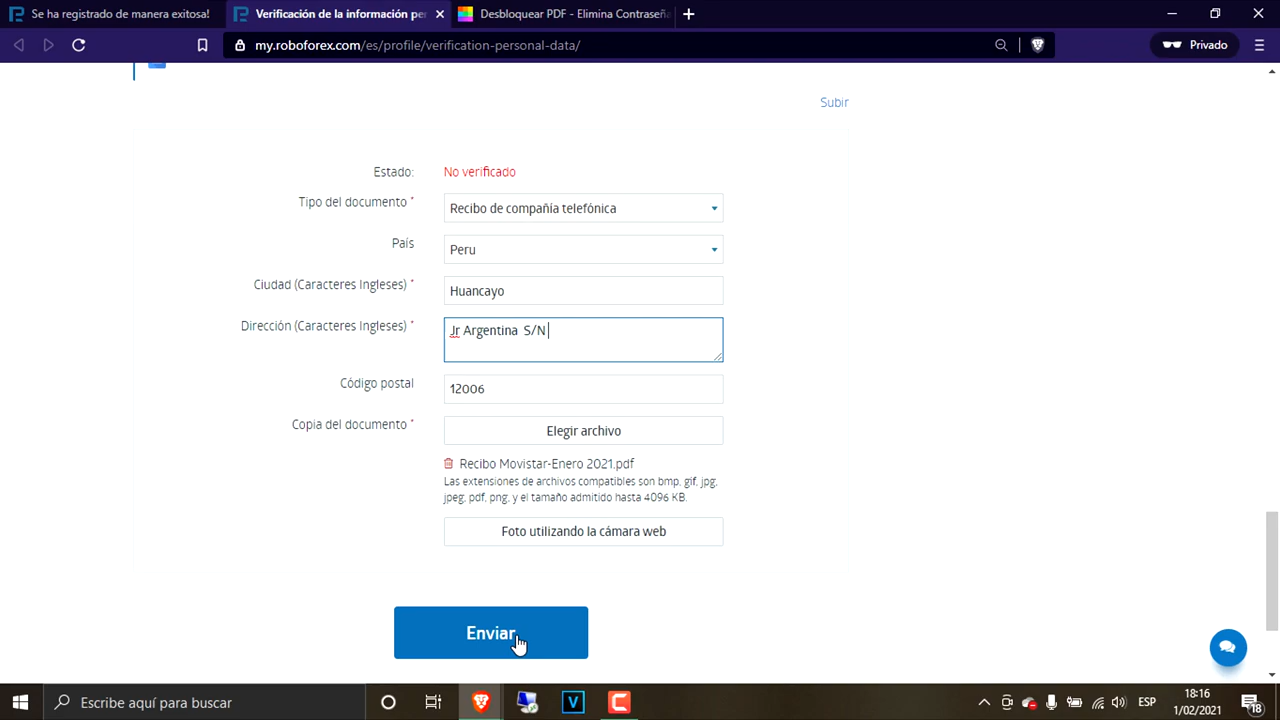 Se ha registrado de manera exitosa!
Verificación de la información per
Desbloquear PDF - Elimina Contraseña
my.roboforex.com/es/profile/verification-personal-data/
Privado
Subir
Estado:
No verificado
Tipo del documento *
Recibo de compañía telefónica
País
Peru
Ciudad (Caracteres Ingleses) *
Huancayo
Dirección (Caracteres Ingleses) *
Jr Argentina S/N
Código postal
12006
Copia del documento *
Elegir archivo
Recibo Movistar-Enero 2021.pdf
Las extensiones de archivos compatibles son bmp, gif, jpg,
jpeg, pdf, png, y el tamaño admitido hasta 4096 KB.
Foto utilizando la cámara web
Enviar
Escribe aquí para buscar
V
ESP
18:16
1/02/2021
18